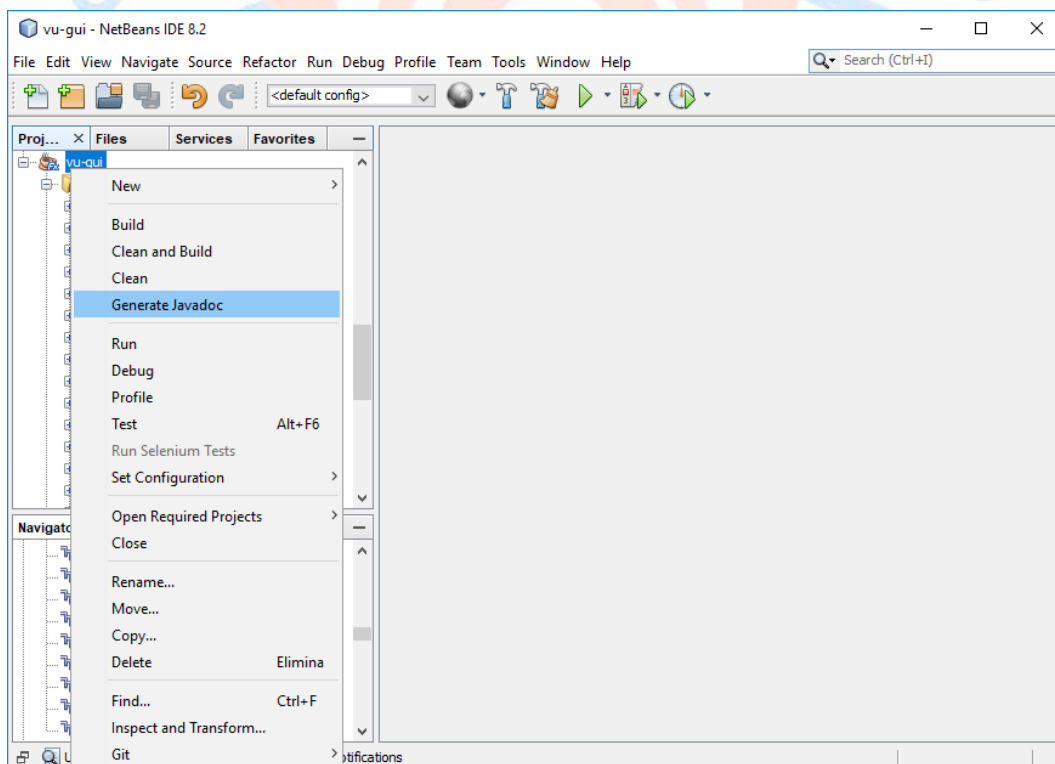 vu-gui - NetBeans IDE 8.2
File Edit View Navigate Source Refactor Run Debug Profile Team Tools Window Help
Search (Ctrl+I)
<default config>
Proj... Files Services Favorites
vu-gui
New
Build
Clean and Build
Clean
Generate Javadoc
Run
Debug
Profile
Test Alt+F6
Run Selenium Tests
Set Configuration
Open Required Projects
Close
Rename...
Move...
Copy...
Delete Elimina
Find... Ctrl+F
Inspect and Transform...
Git